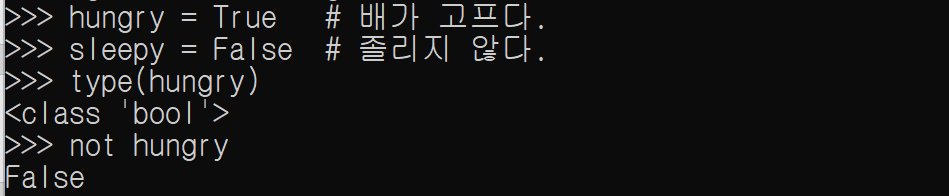 >>> hungry = True   # 배가 고프다.
>>> sleepy = False  # 졸리지 않다.
>>> type(hungry)
<class 'bool'>
>>> not hungry
False